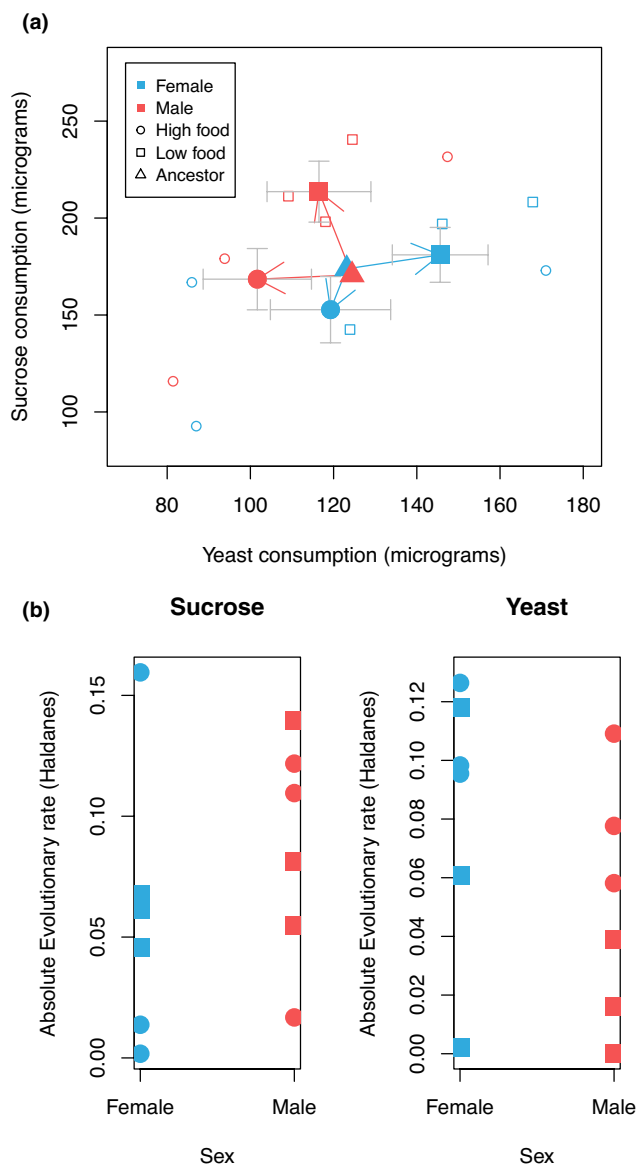 (a)
Female
Male
High food
Low food
Ancestor
Sucrose consumption (micrograms)
250
200
150
100
80
100
120
140
160
180
Yeast consumption (micrograms)
(b)
Sucrose
Yeast
Absolute Evolutionary rate (Haldanes)
0.15
0.10
0.05
0.00
Female
Male
Sex
Absolute Evolutionary rate (Haldanes)
0.12
0.10
0.08
0.06
0.04
0.02
0.00
Female
Male
Sex